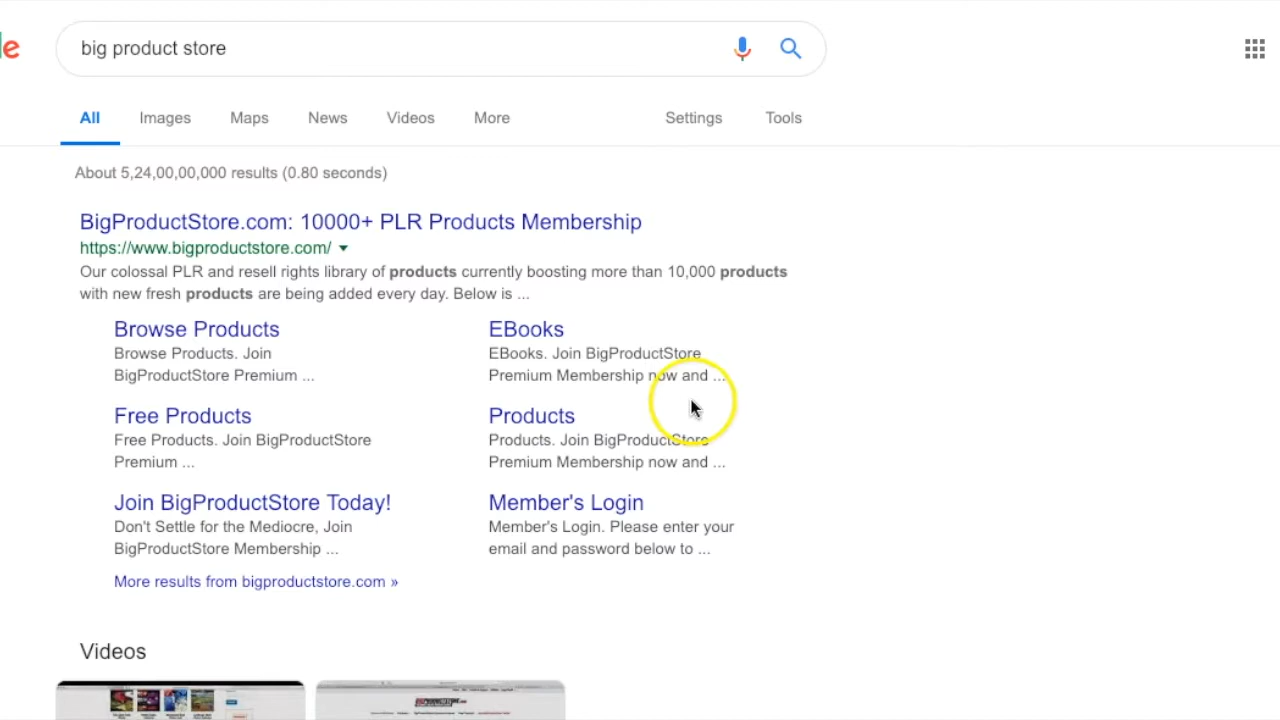 e
big product store
All Images Maps News Videos More Settings Tools
About 5,24,00,00,000 results (0.80 seconds)
BigProductStore.com: 10000+ PLR Products Membership
https://www.bigproductstore.com/
Our colossal PLR and resell rights library of products currently boosting more than 10,000 products
with new fresh products are being added every day. Below is ...
Browse Products
Browse Products. Join
BigProductStore Premium ...
EBooks
EBooks. Join BigProductStore
Premium Membership now and ...
Free Products
Free Products. Join BigProductStore
Premium ...
Products
Products. Join BigProductStore
Premium Membership now and ...
Join BigProductStore Today!
Don't Settle for the Mediocre, Join
BigProductStore Membership ...
Member's Login
Member's Login. Please enter your
email and password below to ...
More results from bigproductstore.com »
Videos